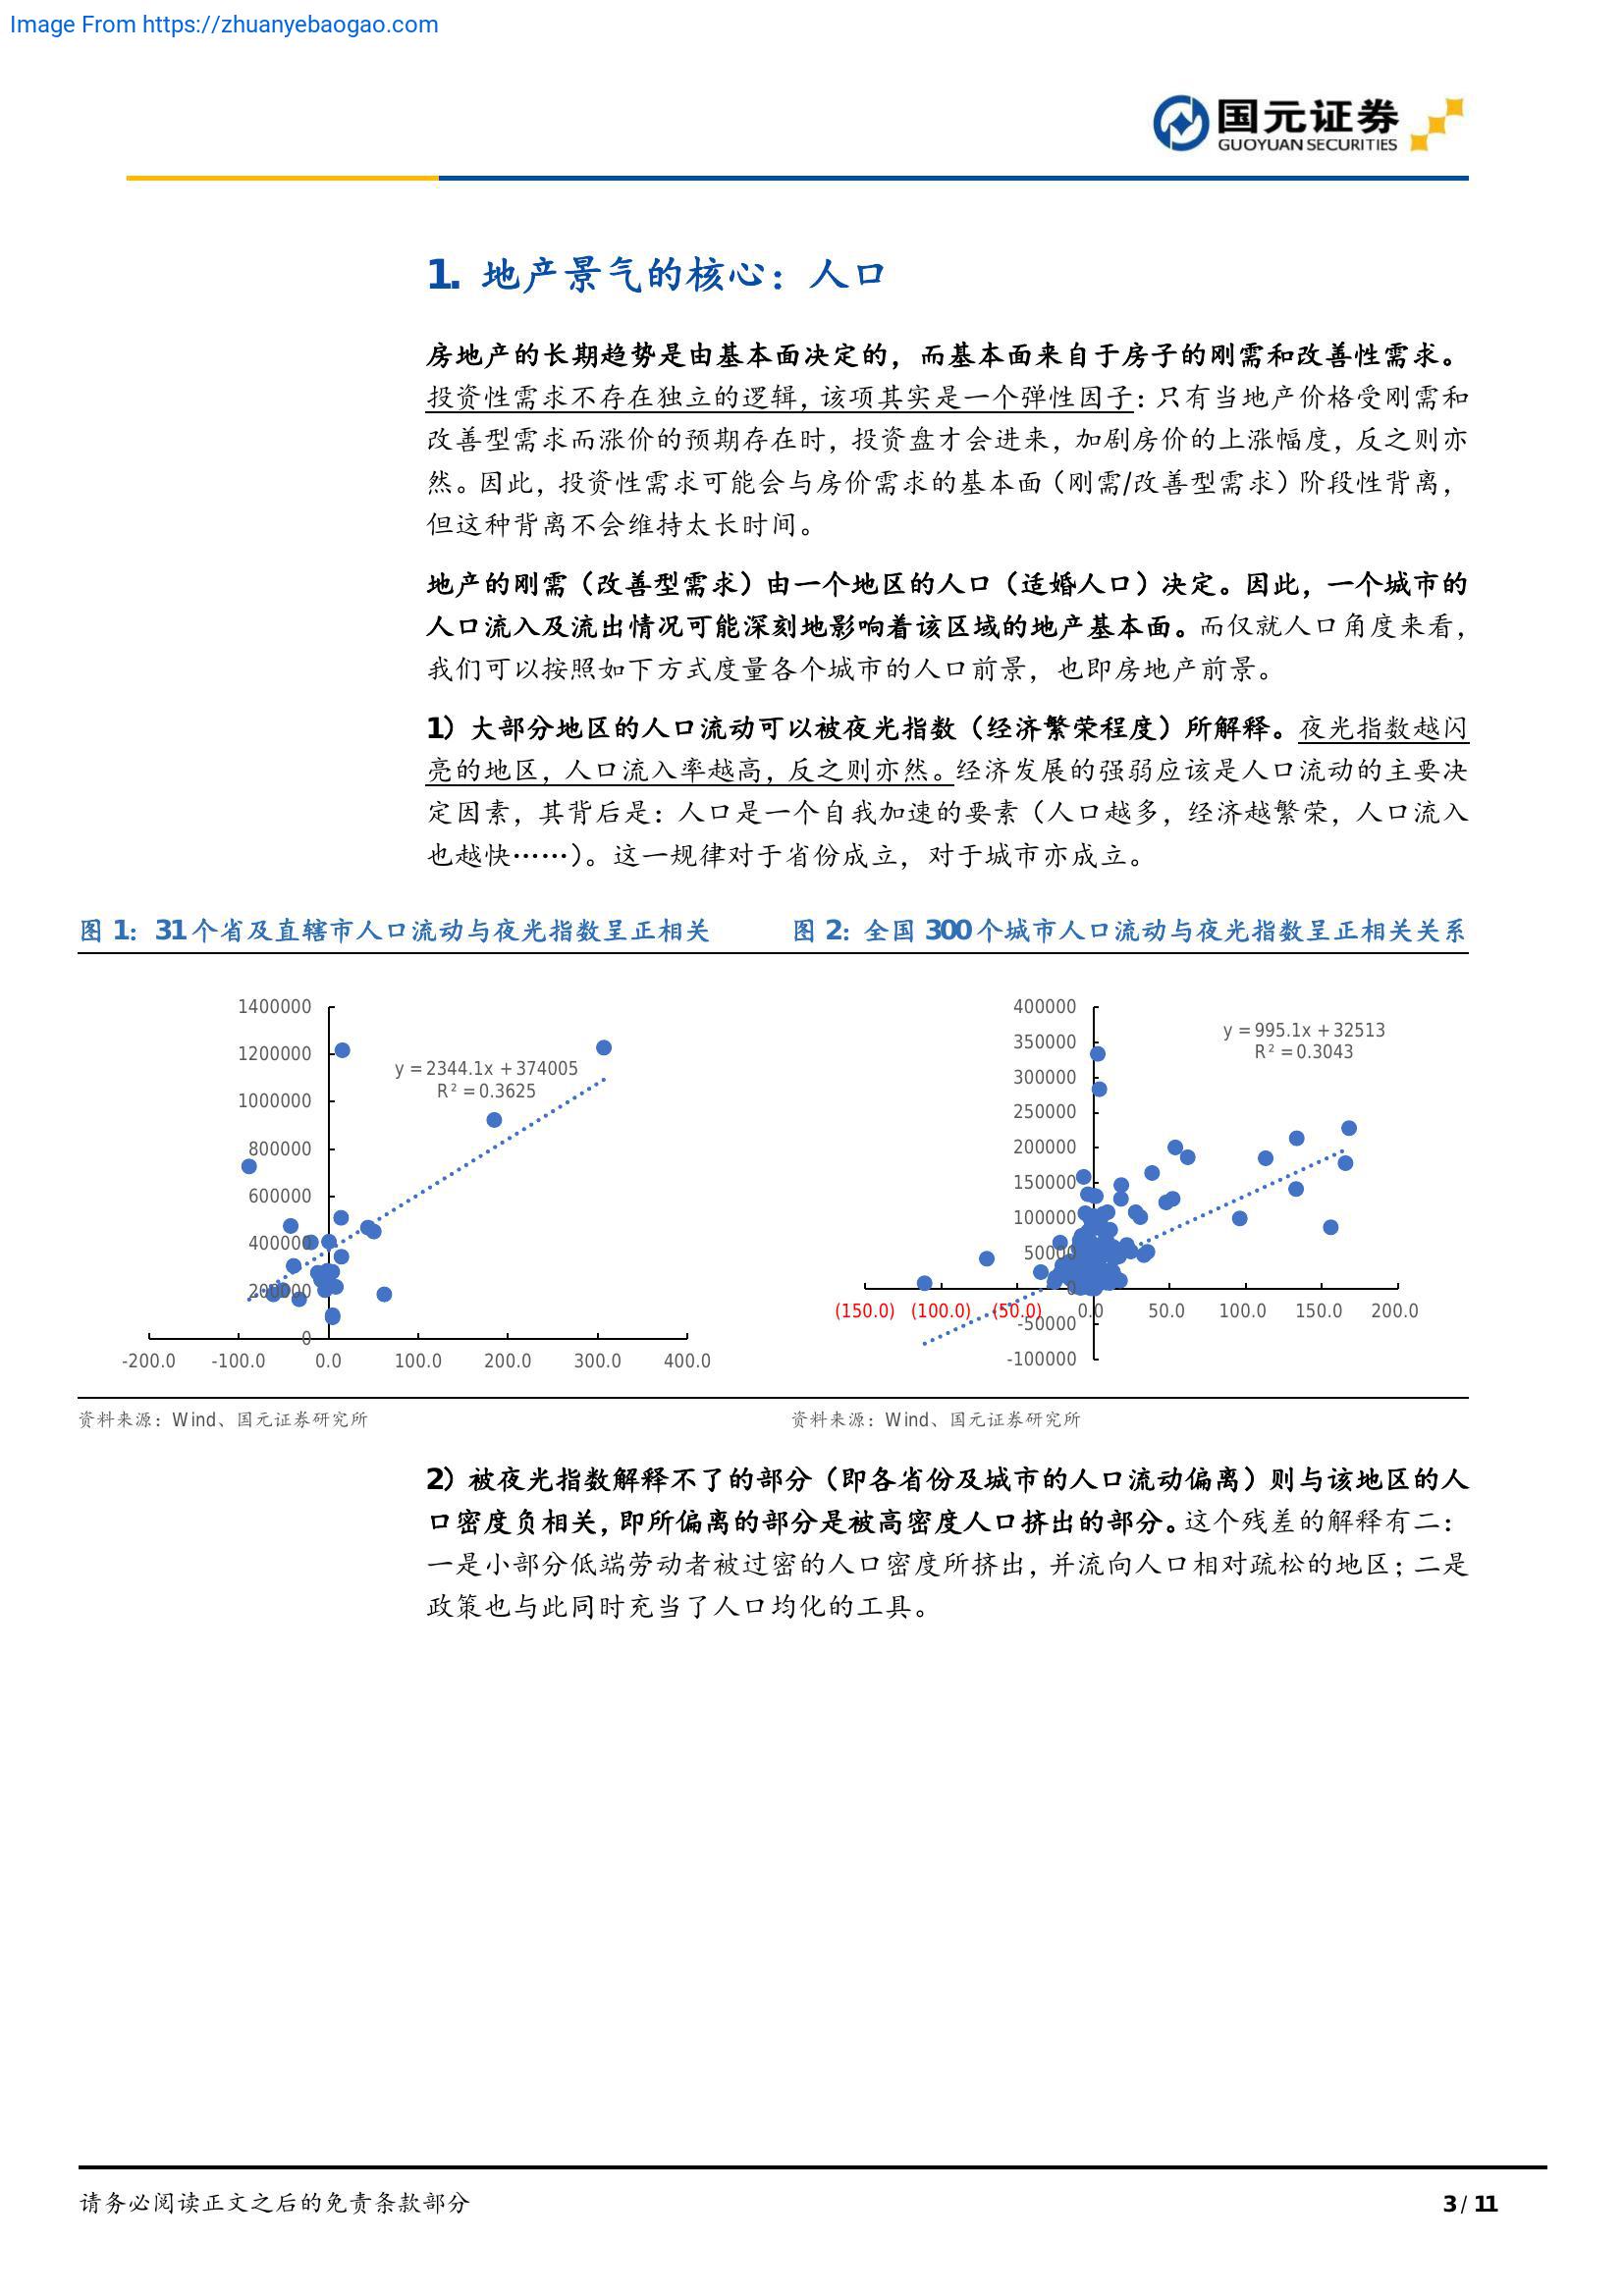 Image From https://zhuanyebaogao.com
国元证券
GUOYUAN SECURITIES
1. 地产景气的核心：人口
房地产的长期趋势是由基本面决定的，而基本面来自于房子的刚需和改善性需求。
投资性需求不存在独立的逻辑，该项其实是一个弹性因子：只有当地产价格受刚需和
改善型需求而涨价的预期存在时，投资盘才会进来，加剧房价的上涨幅度，反之则亦
然。因此，投资性需求可能会与房价需求的基本面（刚需/改善型需求）阶段性背离，
但这种背离不会维持太长时间。
地产的刚需（改善型需求）由一个地区的人口（适婚人口）决定。因此，一个城市的
人口流入及流出情况可能深刻地影响着该区域的地产基本面。而仅就人口角度来看，
我们可以按照如下方式度量各个城市的人口前景，也即房地产前景。
1）大部分地区的人口流动可以被夜光指数（经济繁荣程度）所解释。夜光指数越闪
亮的地区，人口流入率越高，反之则亦然。经济发展的强弱应该是人口流动的主要决
定因素，其背后是：人口是一个自我加速的要素（人口越多，经济越繁荣，人口流入
也越快……）。这一规律对于省份成立，对于城市亦成立。
图 1：31 个省及直辖市人口流动与夜光指数呈正相关
1400000
1200000
1000000
800000
600000
400000
200000
0
y = 2344.1x + 374005
R² = 0.3625
-200.0 -100.0 0.0 100.0 200.0 300.0 400.0
资料来源：Wind、国元证券研究所
图 2：全国 300 个城市人口流动与夜光指数呈正相关关系
400000
350000
300000
250000
200000
150000
100000
50000
0
-50000
-100000
y = 995.1x + 32513
R² = 0.3043
(150.0) (100.0) (50.0) 0.0 50.0 100.0 150.0 200.0
资料来源：Wind、国元证券研究所
2）被夜光指数解释不了的部分（即各省份及城市的人口流动偏离）则与该地区的人
口密度负相关，即所偏离的部分是被高密度人口挤出的部分。这个残差的解释有二：
一是小部分低端劳动者被过密的人口密度所挤出，并流向人口相对疏松的地区；二是
政策也与此同时充当了人口均化的工具。
请务必阅读正文之后的免责条款部分
3 / 11